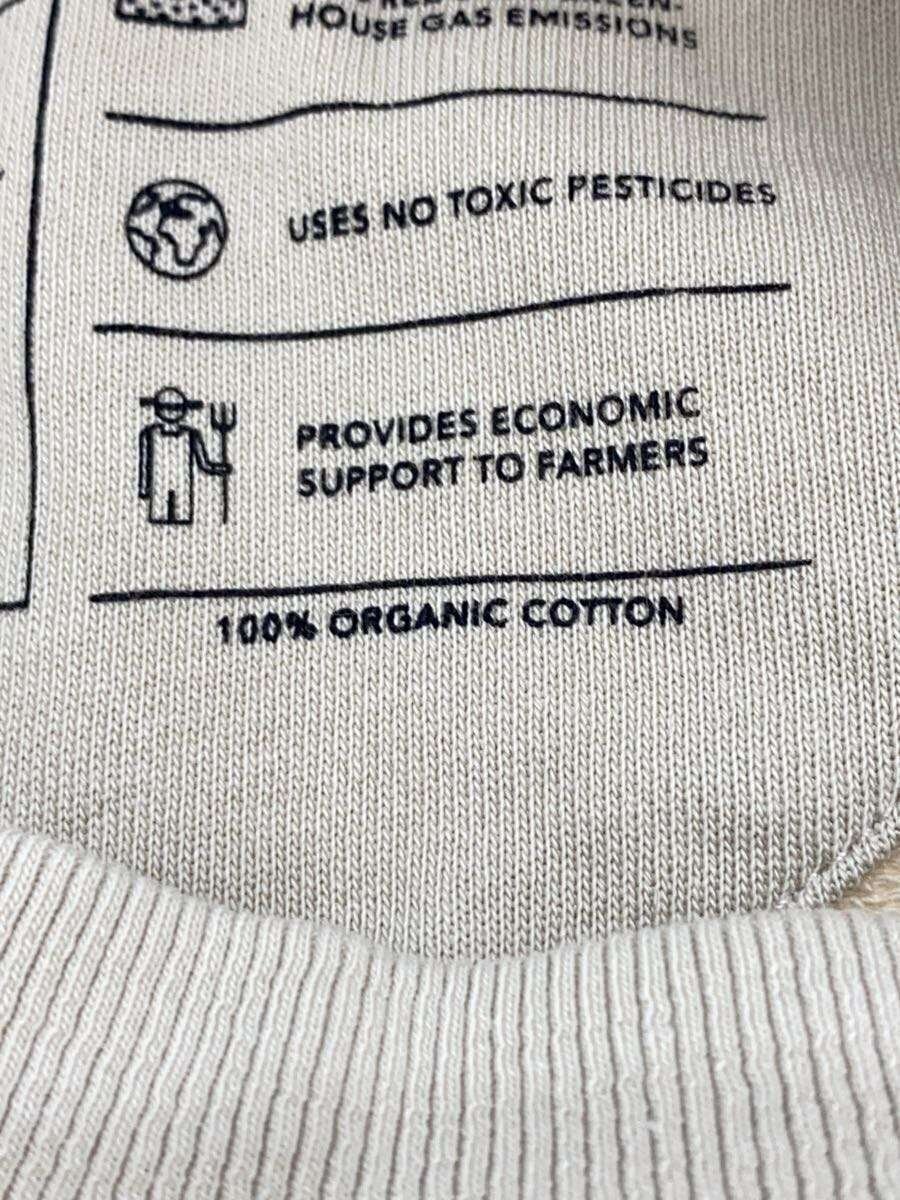 HOUSE GAS EMISSIONS
USES NO TOXIC PESTICIDES
PROVIDES ECONOMIC
SUPPORT TO FARMERS
100% ORGANIC COTTON